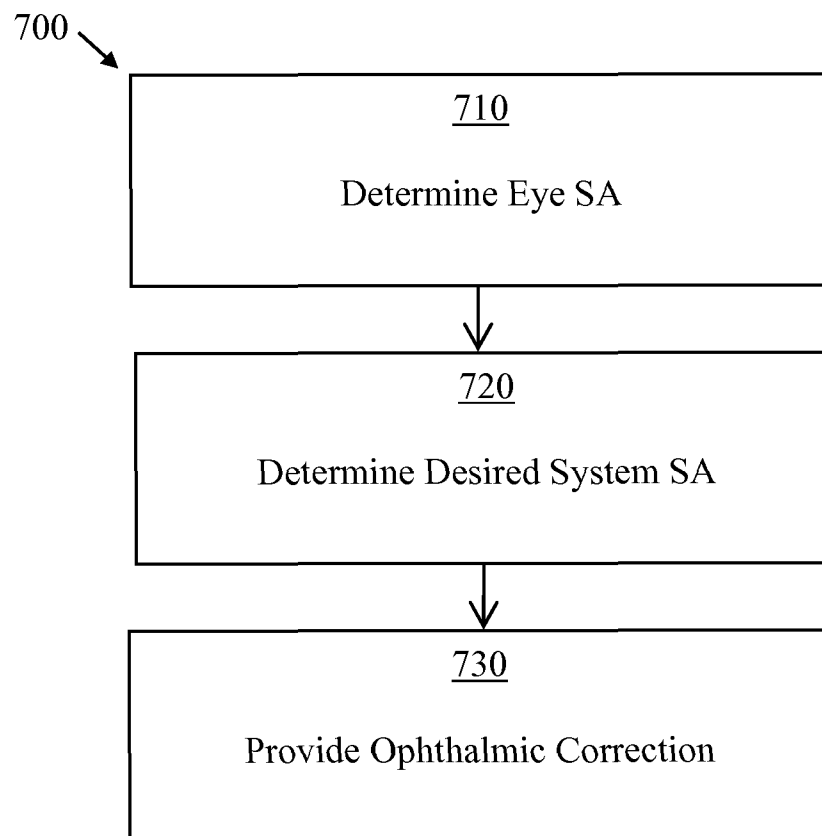 700
710
Determine Eye SA
720
Determine Desired System SA
730
Provide Ophthalmic Correction